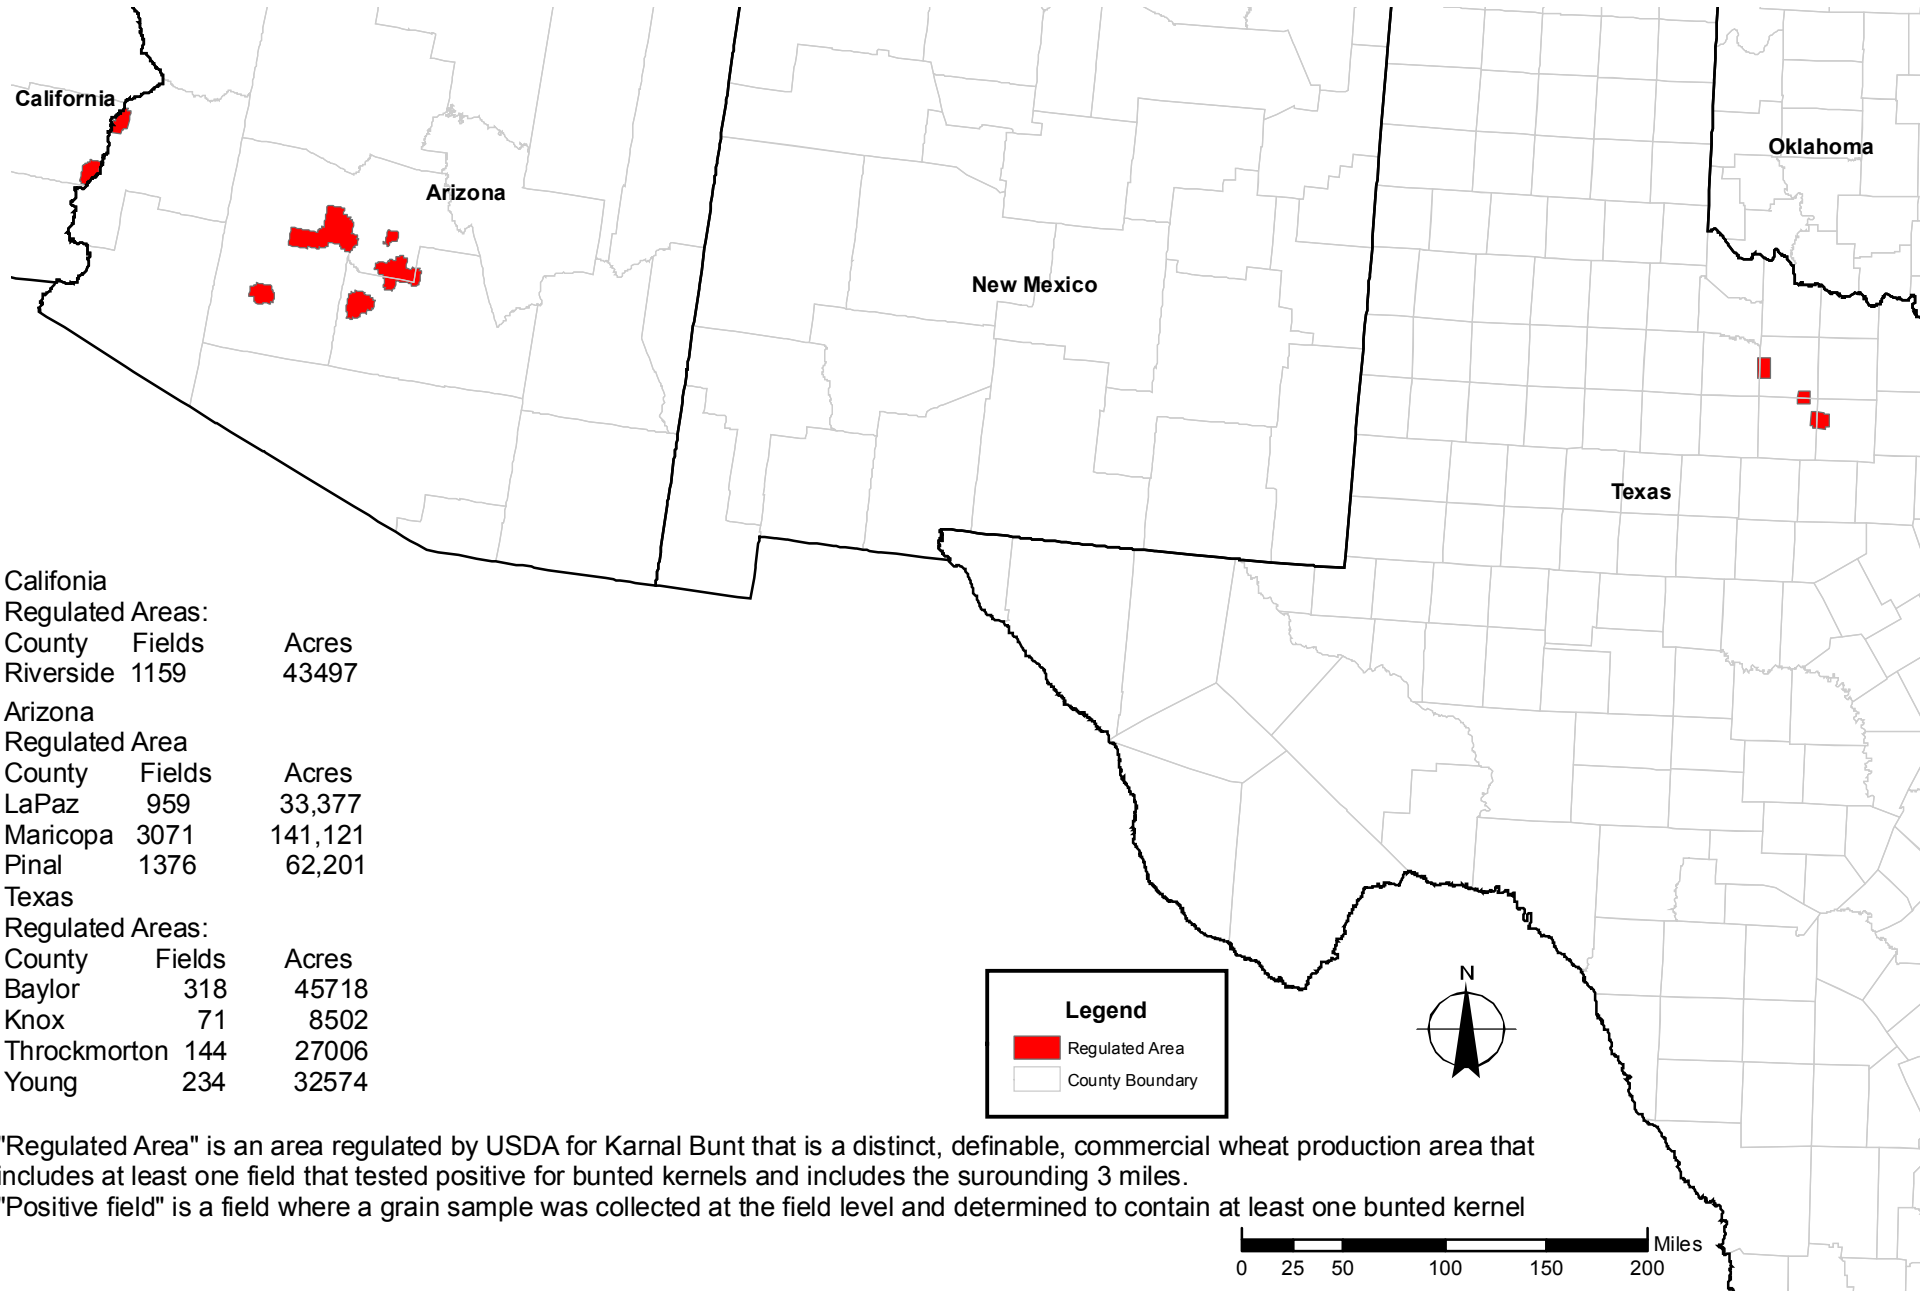 California
Arizona
New Mexico
Oklahoma
Texas
Califonia
Regulated Areas:
County Fields Acres
Riverside 1159 43497
Arizona
Regulated Area
County Fields Acres
LaPaz 959 33,377
Maricopa 3071 141,121
Pinal 1376 62,201
Texas
Regulated Areas:
County Fields Acres
Baylor 318 45718
Knox 71 8502
Throckmorton 144 27006
Young 234 32574
Legend
Regulated Area
County Boundary
N
"Regulated Area" is an area regulated by USDA for Karnal Bunt that is a distinct, definable, commercial wheat production area that
includes at least one field that tested positive for bunted kernels and includes the surounding 3 miles.
"Positive field" is a field where a grain sample was collected at the field level and determined to contain at least one bunted kernel
Miles
0 25 50 100 150 200